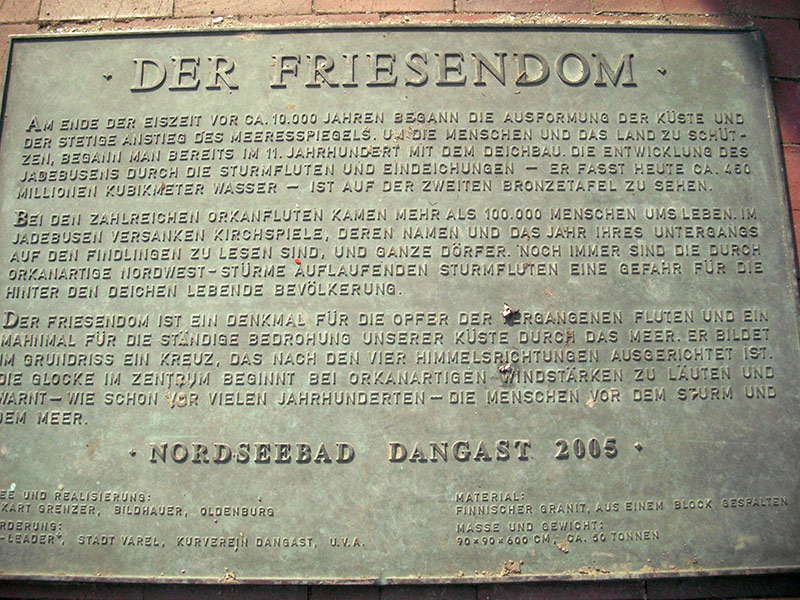 · DER FRIESENDOM ·
AM ENDE DER EISZEIT VOR CA. 10.000 JAHREN BEGANN DIE AUSFORMUNG DER KÜSTE UND
DER STETIGE ANSTIEG DES MEERESSPIEGELS. UM DIE MENSCHEN UND DAS LAND ZU SCHÜT-
ZEN, BEGANN MAN BEREITS IM 11. JAHRHUNDERT MIT DEM DEICHBAU. DIE ENTWICKLUNG DES
JADEBUSENS DURCH DIE STURMFLUTEN UND EINDEICHUNGEN — ER FASST HEUTE CA. 450
MILLIONEN KUBIKMETER WASSER — IST AUF DER ZWEITEN BRONZETAFEL ZU SEHEN.
BEI DEN ZAHLREICHEN ORKANFLUTEN KAMEN MEHR ALS 100.000 MENSCHEN UMS LEBEN. IM
JADEBUSEN VERSANKEN KIRCHSPIELE, DEREN NAMEN UND DAS JAHR IHRES UNTERGANGS
AUF DEN FINDLINGEN ZU LESEN SIND, UND GANZE DÖRFER. NOCH IMMER SIND DIE DURCH
ORKANARTIGE NORDWEST-STÜRME AUFLAUFENDEN STURMFLUTEN EINE GEFAHR FÜR DIE
HINTER DEN DEICHEN LEBENDE BEVÖLKERUNG.
DER FRIESENDOM IST EIN DENKMAL FÜR DIE OPFER DER VERGANGENEN FLUTEN UND EIN
MAHNMAL FÜR DIE STÄNDIGE BEDROHUNG UNSERER KÜSTE DURCH DAS MEER. ER BILDET
IM GRUNDRISS EIN KREUZ, DAS NACH DEN VIER HIMMELSRICHTUNGEN AUSGERICHTET IST.
DIE GLOCKE IM ZENTRUM BEGINNT BEI ORKANARTIGEN WINDSTÄRKEN ZU LÄUTEN UND
WARNT — WIE SCHON VOR VIELEN JAHRHUNDERTEN — DIE MENSCHEN VOR DEM STURM UND
DEM MEER.
· NORDSEEBAD DANGAST 2005 ·
EE UND REALISIERUNG:
KART GRENZER, BILDHAUER, OLDENBURG
RDERUNG:
-LEADER+, STADT VAREL, KURVEREIN DANGAST, U.V.A.
MATERIAL:
FINNISCHER GRANIT, AUS EINEM BLOCK GESPALTEN
MASSE UND GEWICHT:
90×90×600 CM, CA. 50 TONNEN